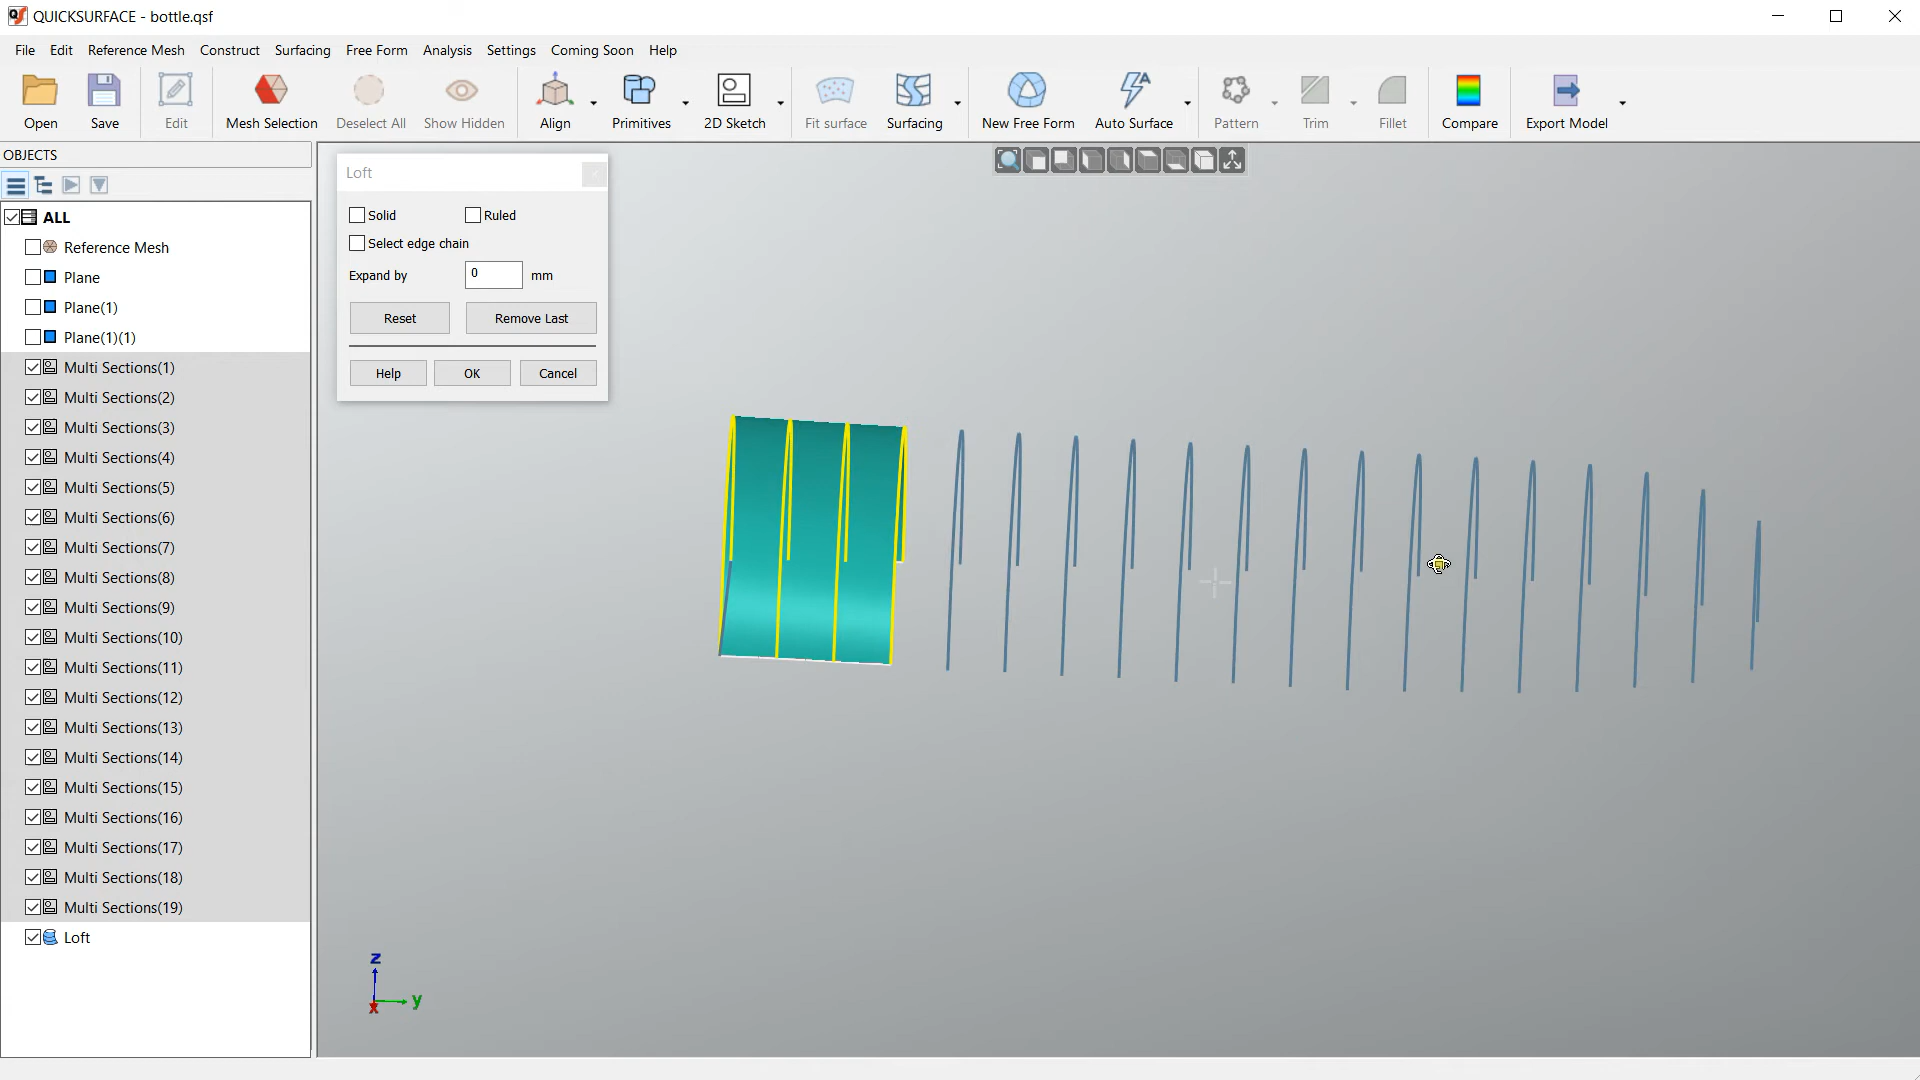 QUICKSURFACE - bottle.qsf
File Edit Reference Mesh Construct Surfacing Free Form Analysis Settings Coming Soon Help
Open Save Edit Mesh Selection Deselect All Show Hidden Align Primitives 2D Sketch Fit surface Surfacing New Free Form Auto Surface Pattern Trim Fillet Compare Export Model
OBJECTS
ALL
Reference Mesh
Plane
Plane(1)
Plane(1)(1)
Multi Sections(1)
Multi Sections(2)
Multi Sections(3)
Multi Sections(4)
Multi Sections(5)
Multi Sections(6)
Multi Sections(7)
Multi Sections(8)
Multi Sections(9)
Multi Sections(10)
Multi Sections(11)
Multi Sections(12)
Multi Sections(13)
Multi Sections(14)
Multi Sections(15)
Multi Sections(16)
Multi Sections(17)
Multi Sections(18)
Multi Sections(19)
Loft
Loft
Solid Ruled
Select edge chain
Expand by 0 mm
Reset Remove Last
Help OK Cancel
z
y
x